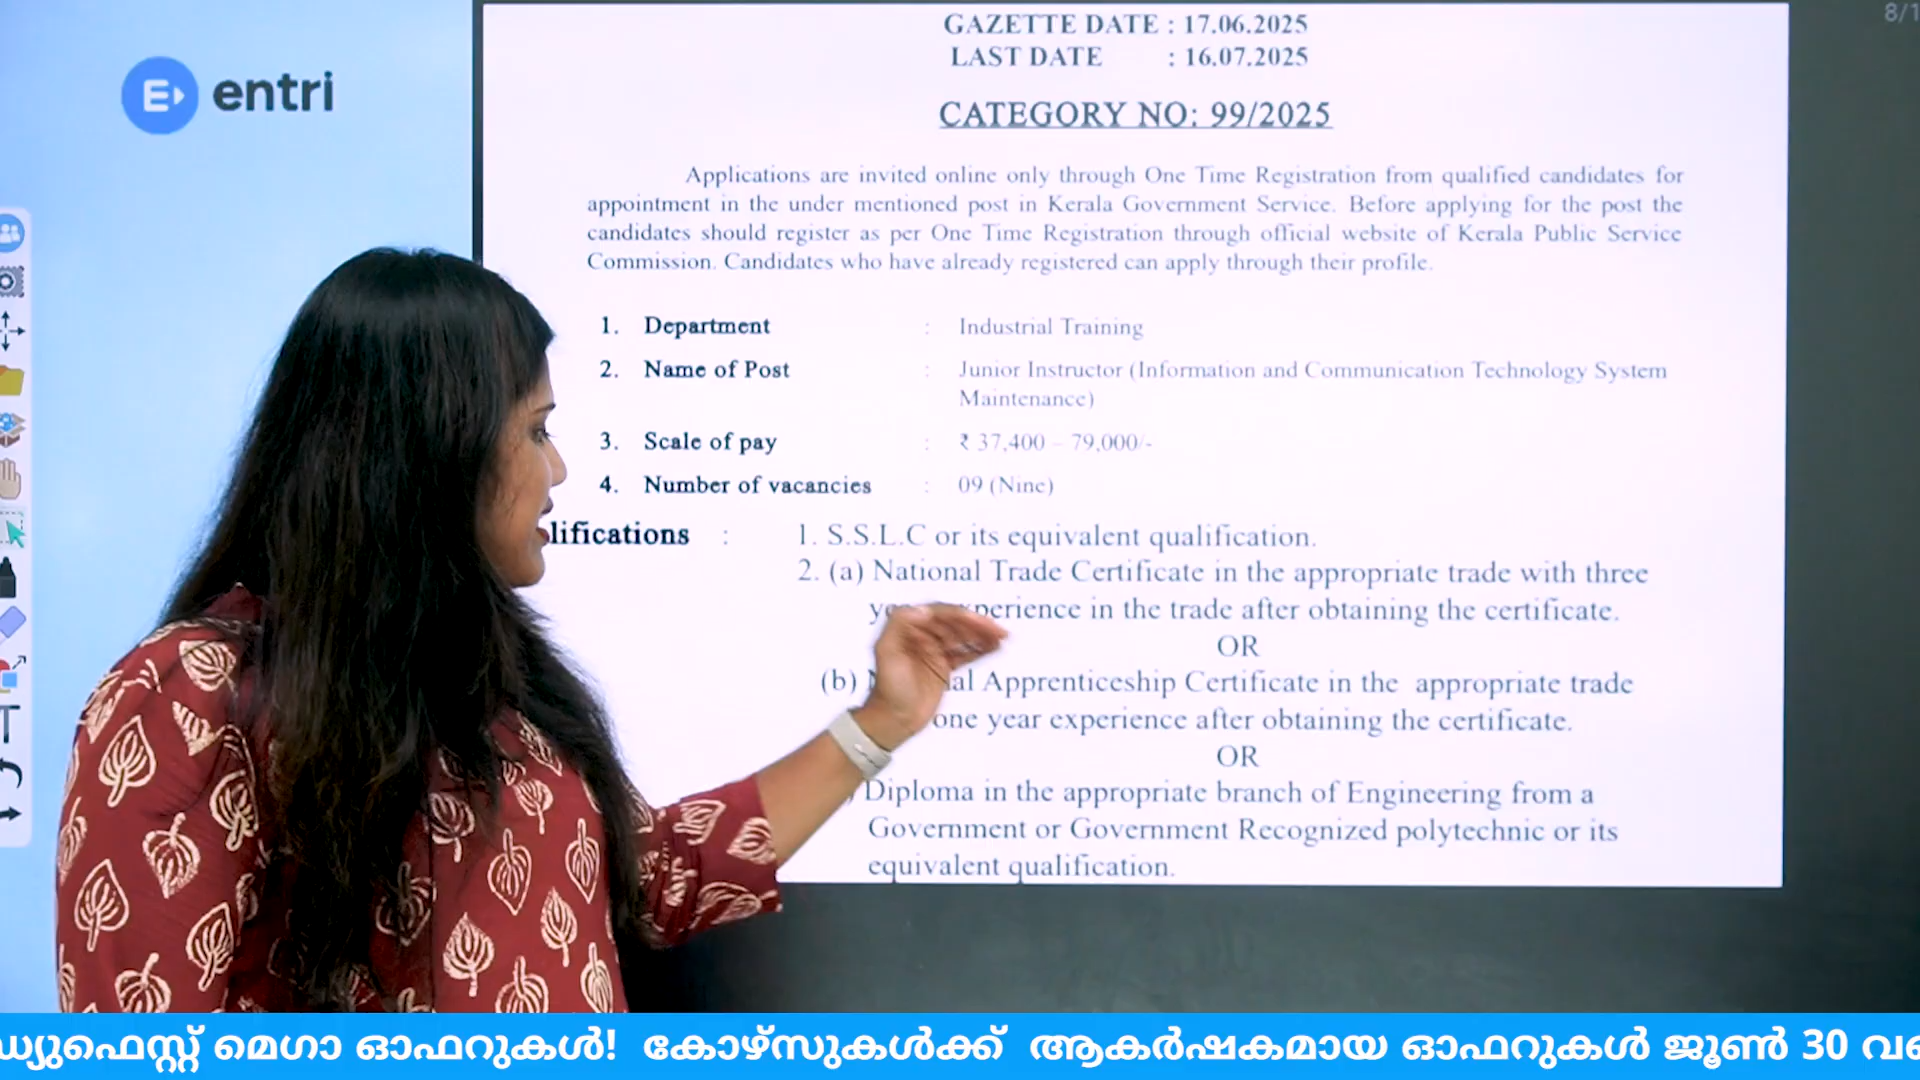 entri
8/1
GAZETTE DATE : 17.06.2025
LAST DATE : 16.07.2025
CATEGORY NO: 99/2025
Applications are invited online only through One Time Registration from qualified candidates for
appointment in the under mentioned post in Kerala Government Service. Before applying for the post the
candidates should register as per One Time Registration through official website of Kerala Public Service
Commission. Candidates who have already registered can apply through their profile.
1. Department : Industrial Training
2. Name of Post : Junior Instructor (Information and Communication Technology System
Maintenance)
3. Scale of pay : ₹ 37,400 – 79,000/-
4. Number of vacancies : 09 (Nine)
lifications : 1. S.S.L.C or its equivalent qualification.
2. (a) National Trade Certificate in the appropriate trade with three
experience in the trade after obtaining the certificate.
OR
(b) al Apprenticeship Certificate in the appropriate trade
one year experience after obtaining the certificate.
OR
Diploma in the appropriate branch of Engineering from a
Government or Government Recognized polytechnic or its
equivalent qualification.
ഡ്യുഫെസ്റ്റ് മെഗാ ഓഫറുകൾ! കോഴ്സുകൾക്ക് ആകർഷകമായ ഓഫറുകൾ ജൂൺ 30 വ